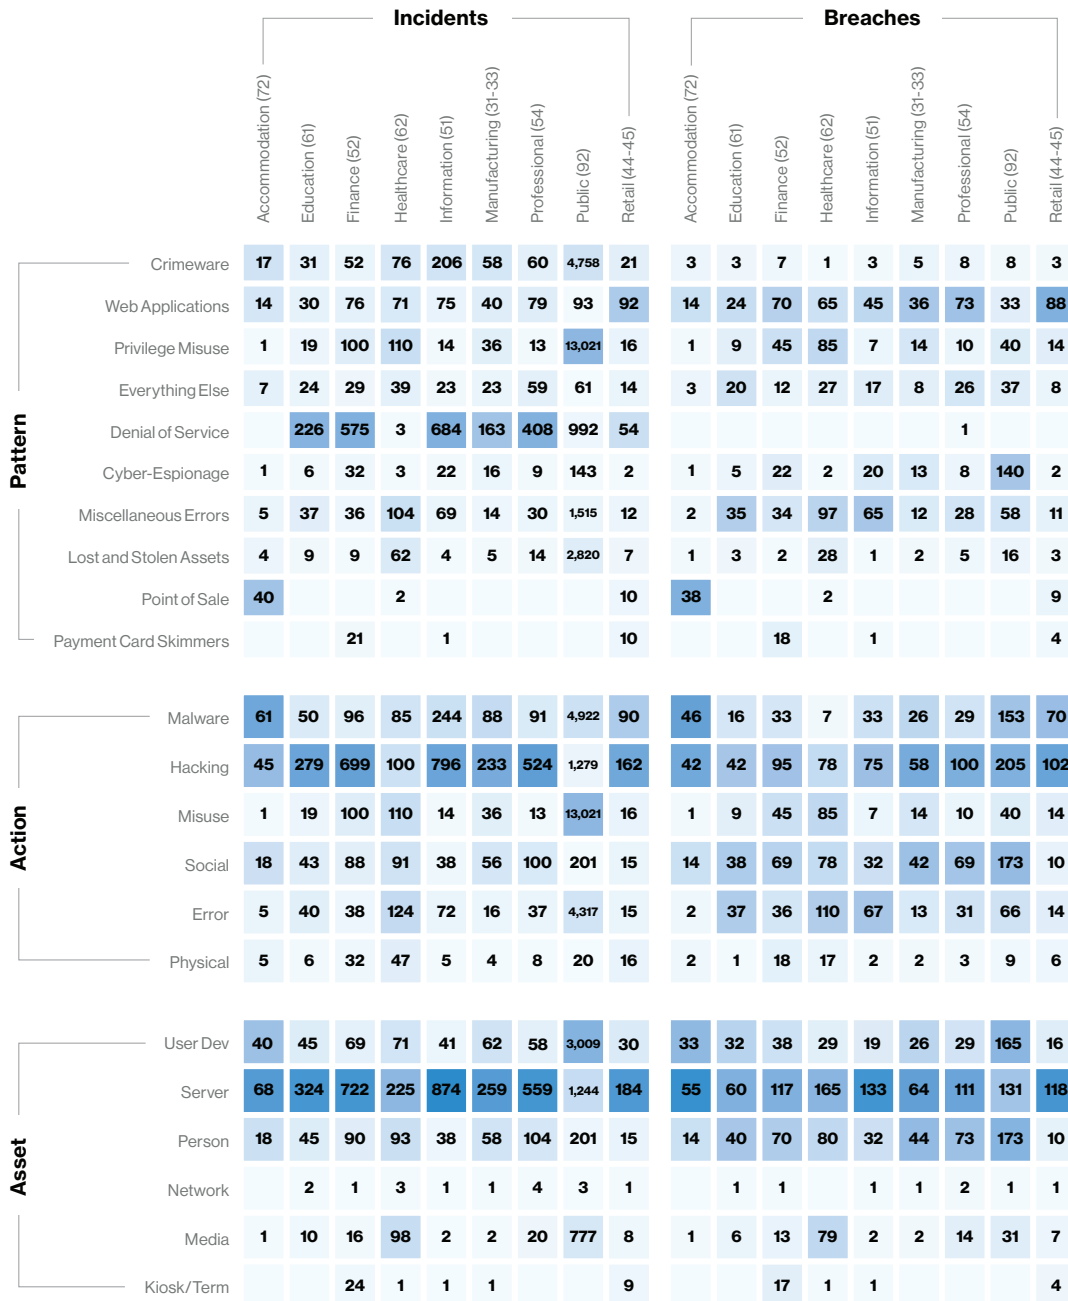 Incidents Breaches
Accommodation (72) Education (61) Finance (52) Healthcare (62) Information (51) Manufacturing (31-33) Professional (54) Public (92) Retail (44-45) Accommodation (72) Education (61) Finance (52) Healthcare (62) Information (51) Manufacturing (31-33) Professional (54) Public (92) Retail (44-45)
Pattern
Crimeware 17 31 52 76 206 58 60 4,758 21 3 3 7 1 3 5 8 8 3
Web Applications 14 30 76 71 75 40 79 93 92 14 24 70 65 45 36 73 33 88
Privilege Misuse 1 19 100 110 14 36 13 13,021 16 1 9 45 85 7 14 10 40 14
Everything Else 7 24 29 39 23 23 59 61 14 3 20 12 27 17 8 26 37 8
Denial of Service 226 575 3 684 163 408 992 54 1
Cyber-Espionage 1 6 32 3 22 16 9 143 2 1 5 22 2 20 13 8 140 2
Miscellaneous Errors 5 37 36 104 69 14 30 1,515 12 2 35 34 97 65 12 28 58 11
Lost and Stolen Assets 4 9 9 62 4 5 14 2,820 7 1 3 2 28 1 2 5 16 3
Point of Sale 40 2 10 38 2 9
Payment Card Skimmers 21 1 10 18 1 4
Action
Malware 61 50 96 85 244 88 91 4,922 90 46 16 33 7 33 26 29 153 70
Hacking 45 279 699 100 796 233 524 1,279 162 42 42 95 78 75 58 100 205 102
Misuse 1 19 100 110 14 36 13 13,021 16 1 9 45 85 7 14 10 40 14
Social 18 43 88 91 38 56 100 201 15 14 38 69 78 32 42 69 173 10
Error 5 40 38 124 72 16 37 4,317 15 2 37 36 110 67 13 31 66 14
Physical 5 6 32 47 5 4 8 20 16 2 1 18 17 2 2 3 9 6
Asset
User Dev 40 45 69 71 41 62 58 3,009 30 33 32 38 29 19 26 29 165 16
Server 68 324 722 225 874 259 559 1,244 184 55 60 117 165 133 64 111 131 118
Person 18 45 90 93 38 58 104 201 15 14 40 70 80 32 44 73 173 10
Network 2 1 3 1 1 4 3 1 1 1 1 1 2 1 1
Media 1 10 16 98 2 2 20 777 8 1 6 13 79 2 2 14 31 7
Kiosk/Term 24 1 1 1 9 17 1 1 4